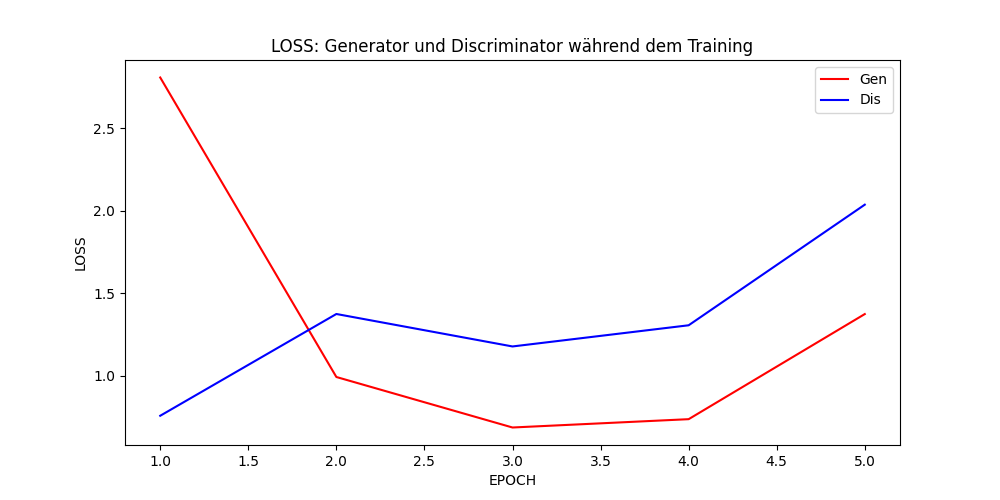 LOSS: Generator und Discriminator während dem Training
Gen
Dis
2.5
2.0
1.5
1.0
LOSS
1.0 1.5 2.0 2.5 3.0 3.5 4.0 4.5 5.0
EPOCH